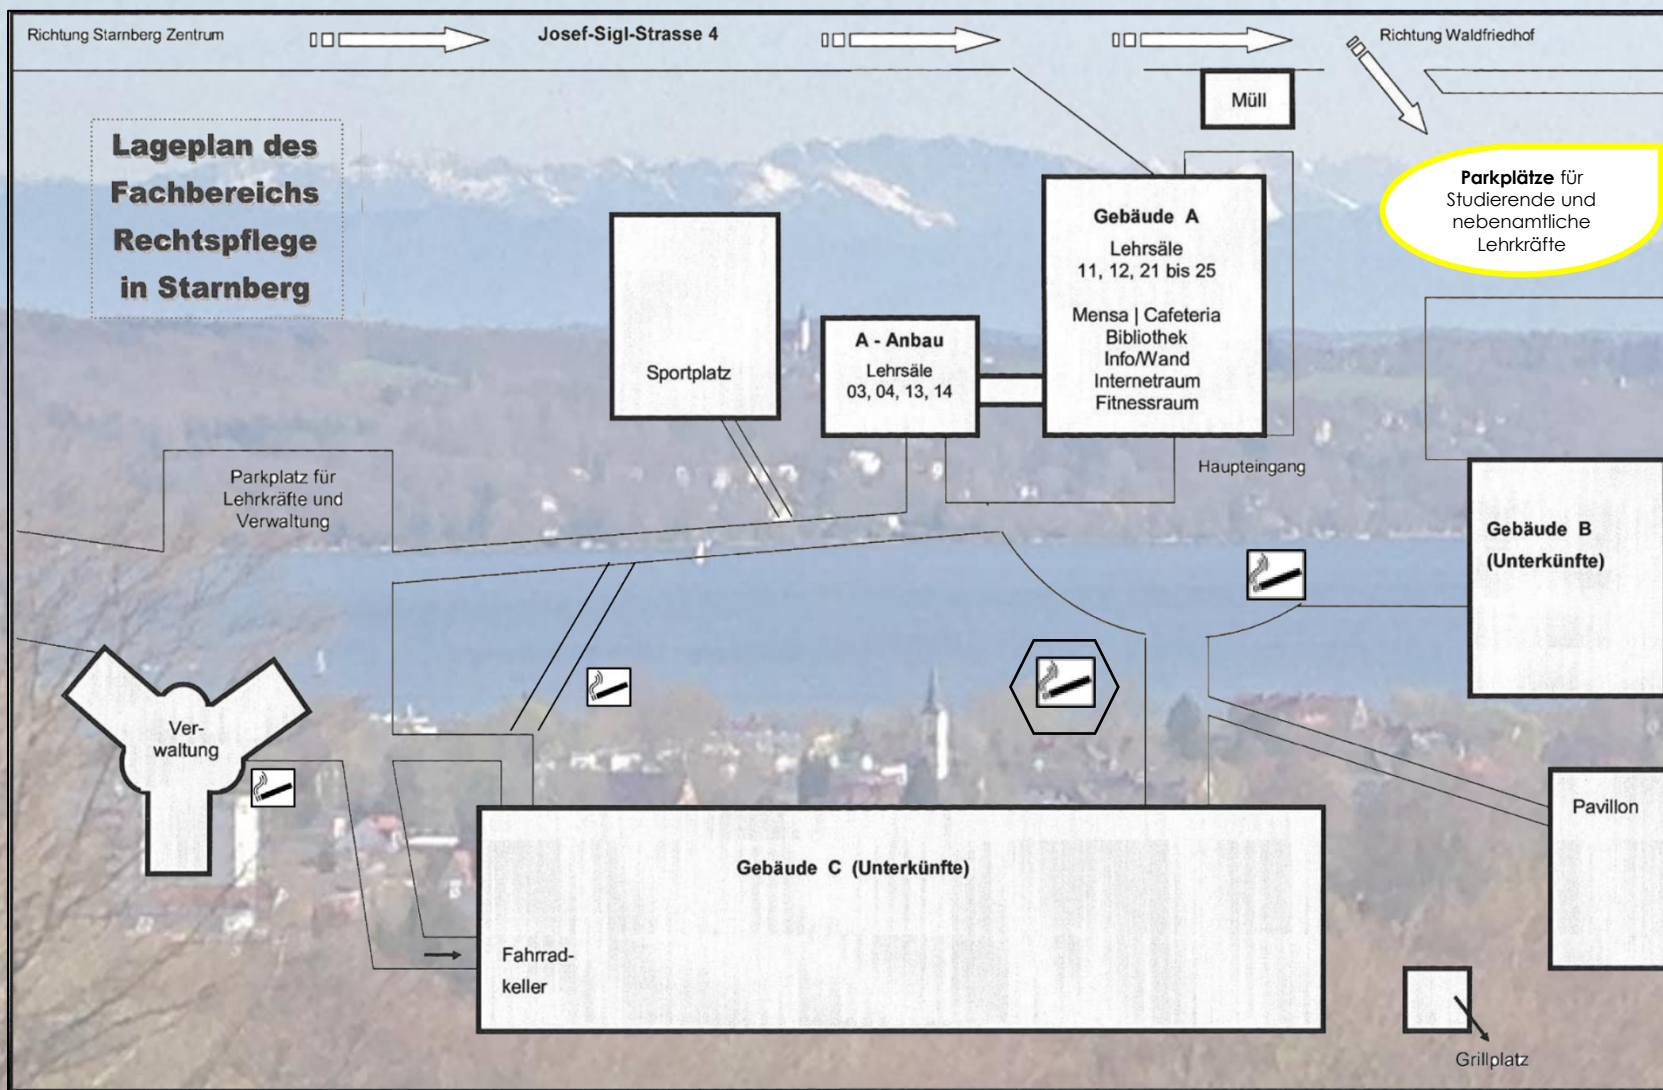 Richtung Starnberg Zentrum
Josef-Sigl-Strasse 4
Richtung Waldfriedhof
Müll
Lageplan des
Fachbereichs
Rechtspflege
in Starnberg
Parkplätze für
Studierende und
nebenamtliche
Lehrkräfte
Gebäude A
Lehrsäle
11, 12, 21 bis 25
Mensa | Cafeteria
Bibliothek
Info/Wand
Internetraum
Fitnessraum
A - Anbau
Lehrsäle
03, 04, 13, 14
Sportplatz
Haupteingang
Parkplatz für
Lehrkräfte und
Verwaltung
Gebäude B
(Unterkünfte)
Ver-
waltung
Pavillon
Gebäude C (Unterkünfte)
Fahrrad-
keller
Grillplatz